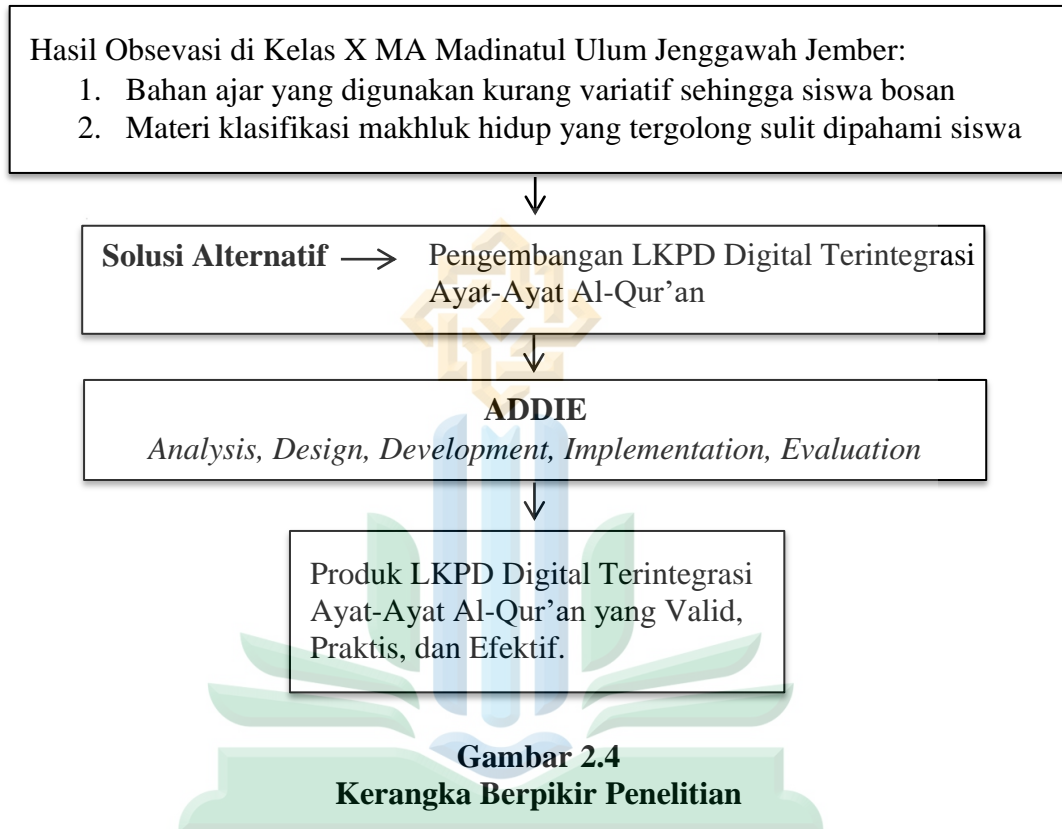 Hasil Obsevasi di Kelas X MA Madinatul Ulum Jenggawah Jember:
1. Bahan ajar yang digunakan kurang variatif sehingga siswa bosan
2. Materi klasifikasi makhluk hidup yang tergolong sulit dipahami siswa
Solusi Alternatif → Pengembangan LKPD Digital Terintegrasi
Ayat-Ayat Al-Qur’an
ADDIE
Analysis, Design, Development, Implementation, Evaluation
Produk LKPD Digital Terintegrasi
Ayat-Ayat Al-Qur’an yang Valid,
Praktis, dan Efektif.
Gambar 2.4
Kerangka Berpikir Penelitian